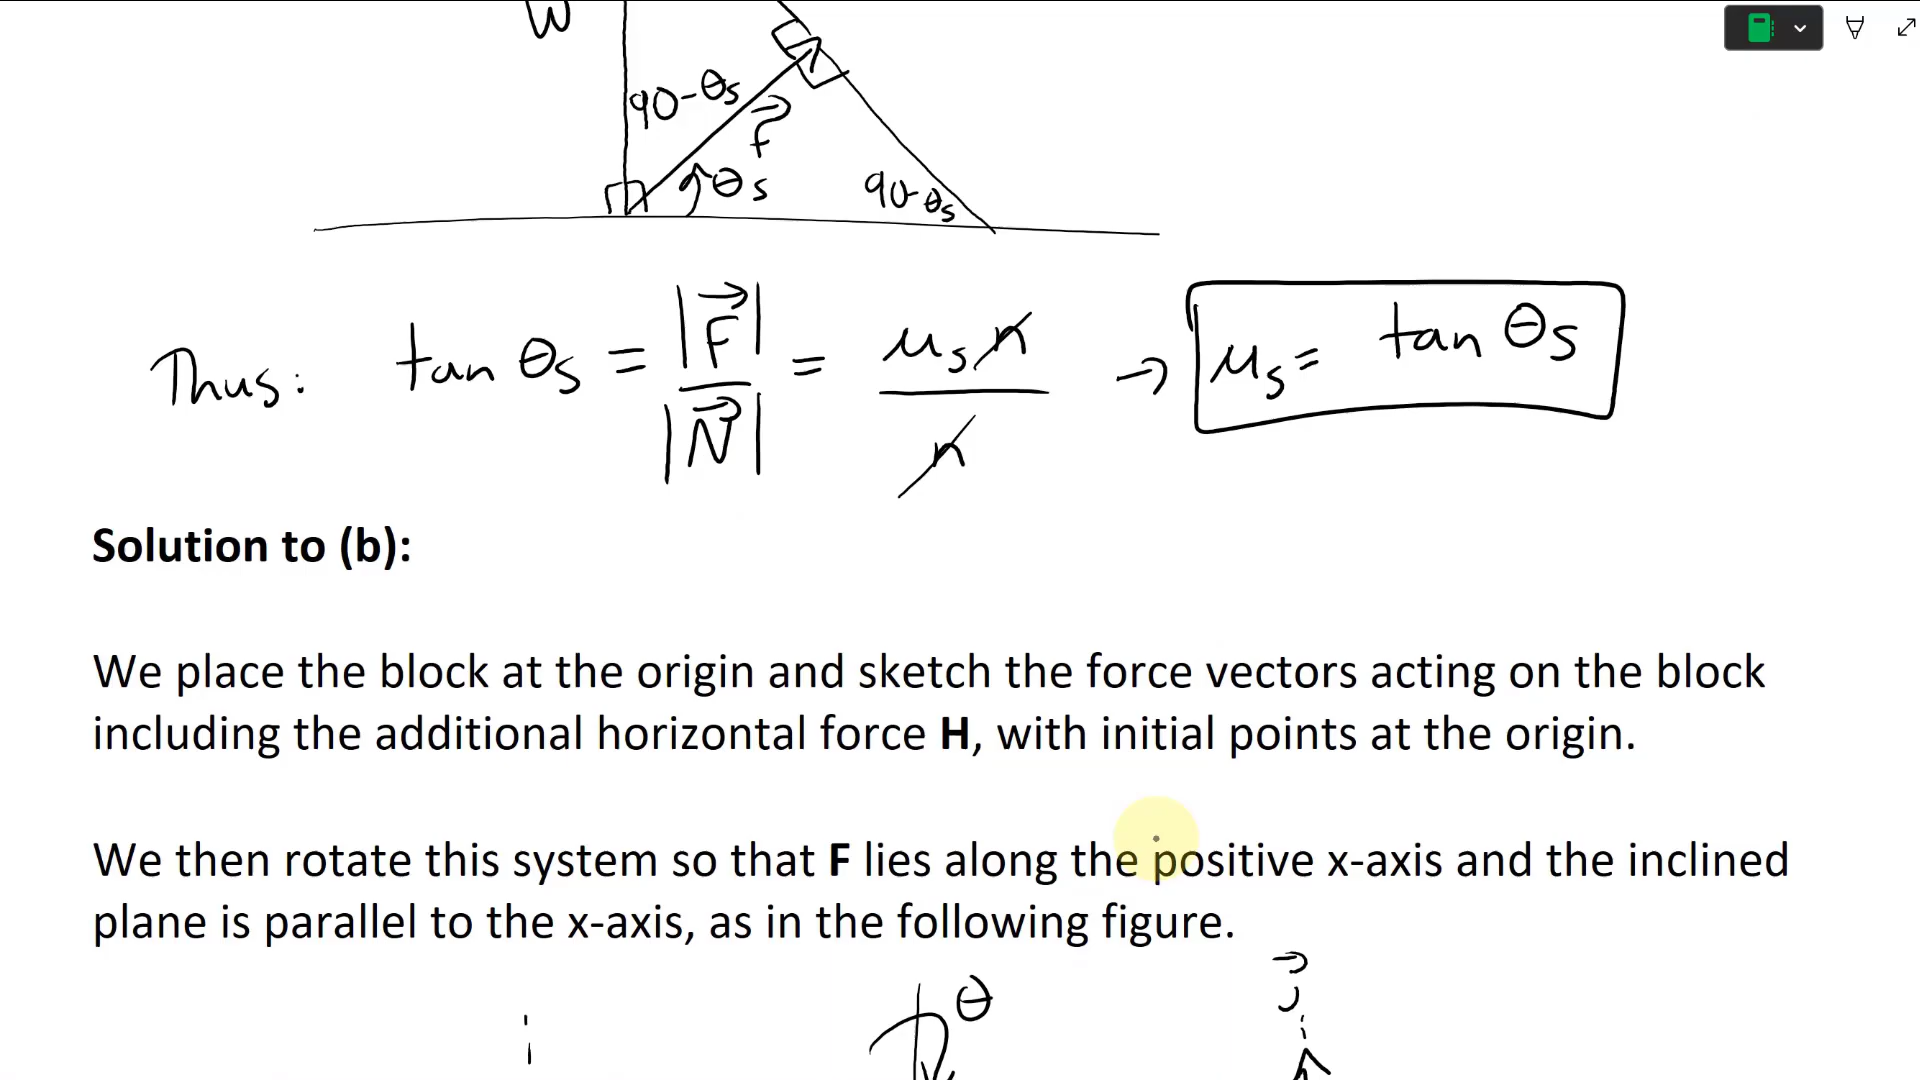 W
90-θs
F
θs
90-θs
Thus: tan θs = |F| / |N| = μs n / n → μs = tan θs
Solution to (b):
We place the block at the origin and sketch the force vectors acting on the block
including the additional horizontal force H, with initial points at the origin.
We then rotate this system so that F lies along the positive x-axis and the inclined
plane is parallel to the x-axis, as in the following figure.
θ
j